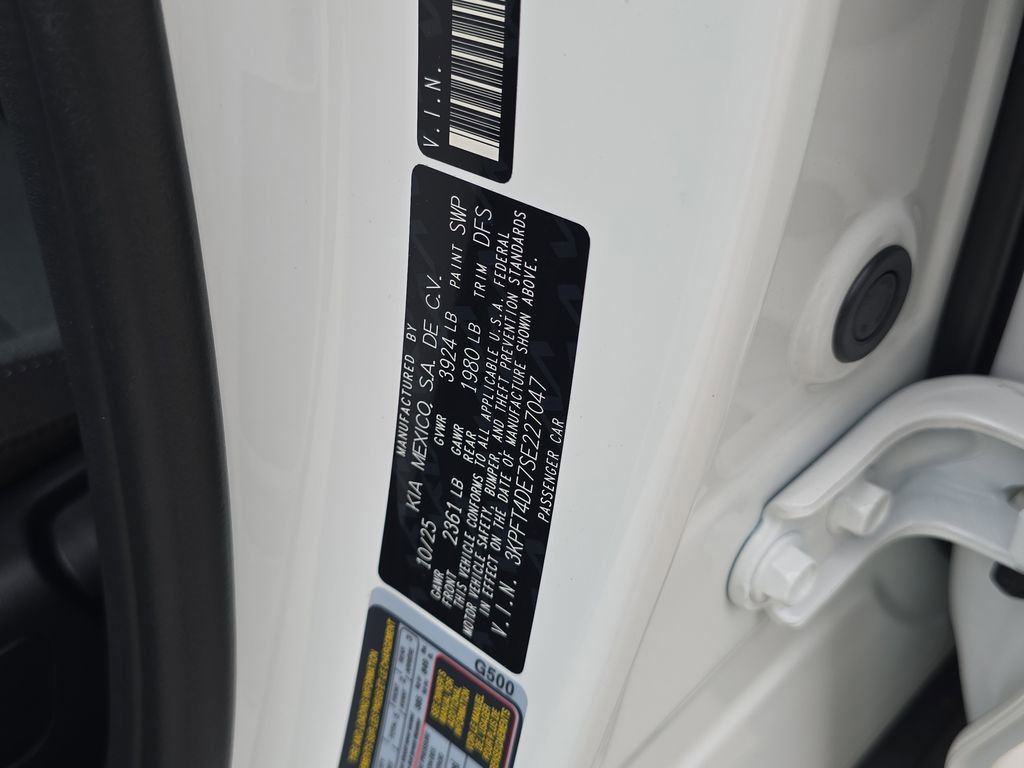 V.I.N.
MANUFACTURED BY
10/25 KIA MEXICO, S.A. DE C.V.
GVWR 3924 LB PAINT SWP
GAWR FRONT 2361 LB GAWR REAR 1980 LB TRIM DFS
THIS VEHICLE CONFORMS TO ALL APPLICABLE U.S.A. FEDERAL
MOTOR VEHICLE SAFETY, BUMPER, AND THEFT PREVENTION STANDARDS
IN EFFECT ON THE DATE OF MANUFACTURE SHOWN ABOVE.
V.I.N. 3KPFT4DE7SE227047
PASSENGER CAR
G500